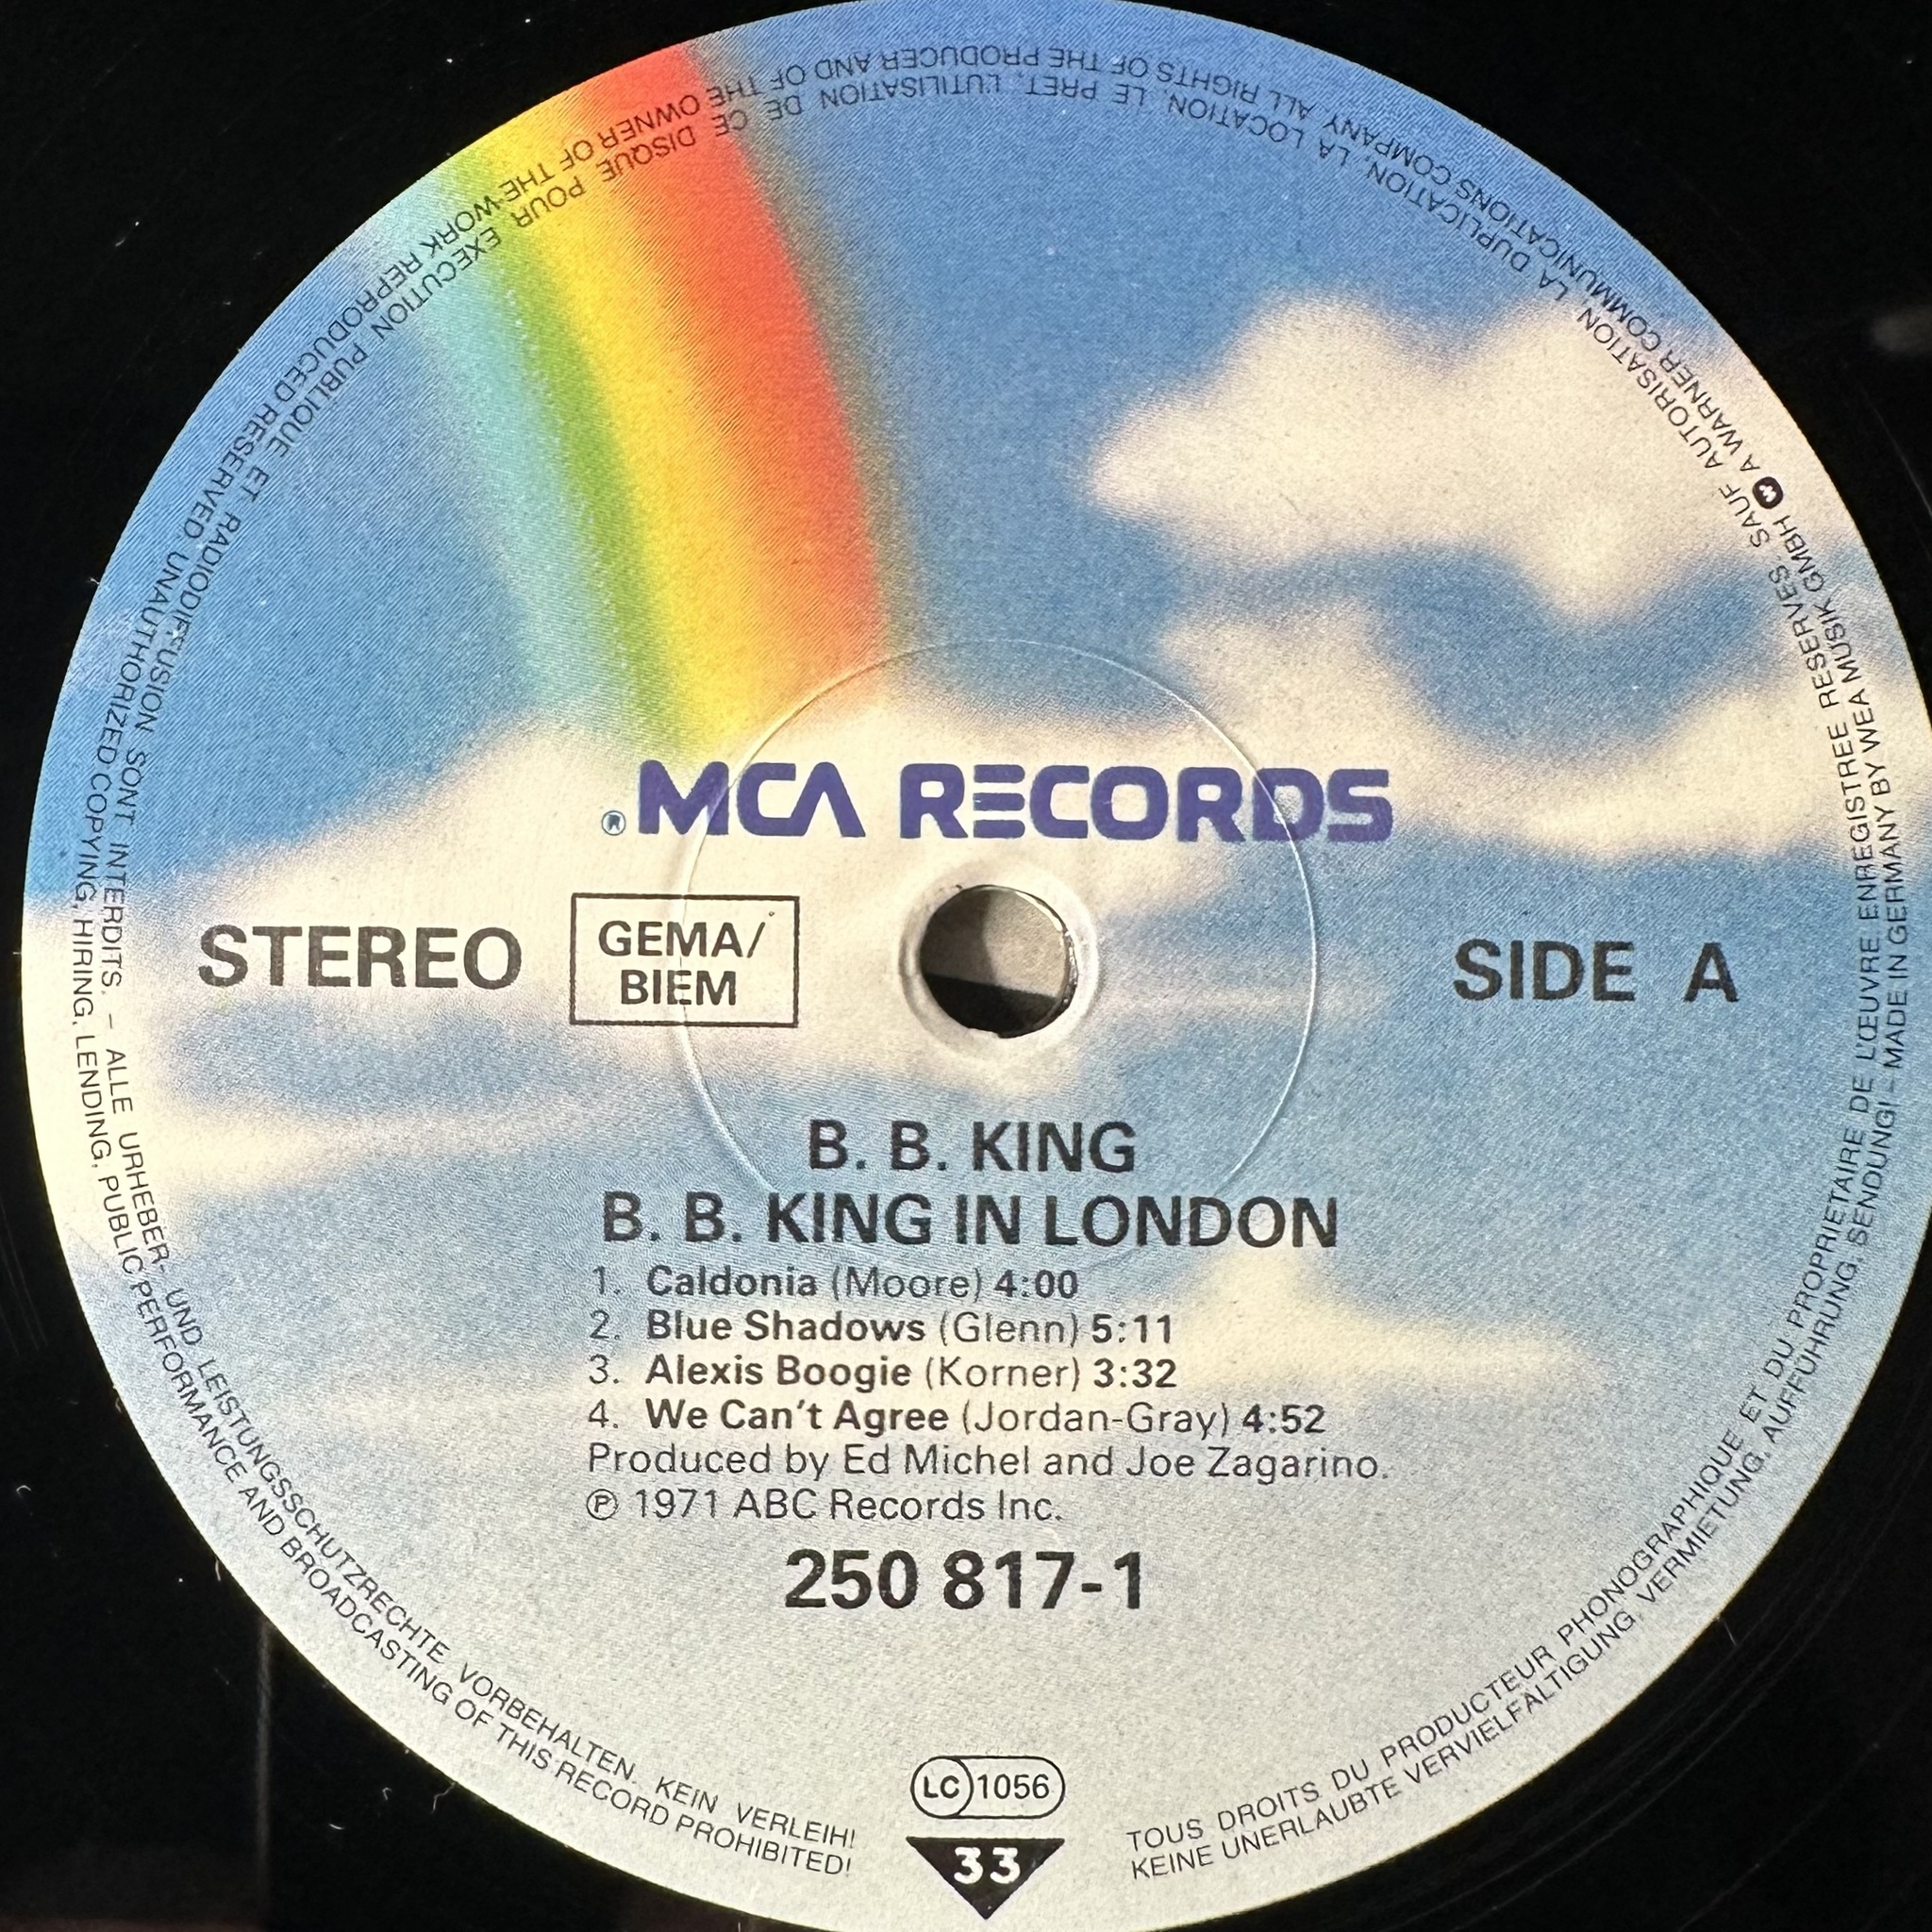 ® MCA RECORDS
STEREO
GEMA/
BIEM
SIDE A
B. B. KING
B. B. KING IN LONDON
1. Caldonia (Moore) 4:00
2. Blue Shadows (Glenn) 5:11
3. Alexis Boogie (Korner) 3:32
4. We Can't Agree (Jordan-Gray) 4:52
Produced by Ed Michel and Joe Zagarino.
℗ 1971 ABC Records Inc.
250 817-1
LC 1056
33
TOUS DROITS DU PRODUCTEUR PHONOGRAPHIQUE ET DU PROPRIETAIRE DE L'ŒUVRE ENREGISTREE RESERVES. SAUF AUTORISATION, LA DUPLICATION, LA LOCATION, LE PRET, L'UTILISATION DE CE DISQUE POUR EXECUTION PUBLIQUE ET RADIODIFFUSION SONT INTERDITS. – ALLE URHEBER- UND LEISTUNGSSCHUTZRECHTE VORBEHALTEN. KEIN VERLEIH!
KEINE UNERLAUBTE VERVIELFÄLTIGUNG, VERMIETUNG, AUFFÜHRUNG, SENDUNG! – MADE IN GERMANY BY WEA MUSIK GMBH A WARNER COMMUNICATIONS COMPANY ALL RIGHTS OF THE PRODUCER AND OF THE OWNER OF THE WORK REPRODUCED RESERVED UNAUTHORIZED COPYING, HIRING, LENDING, PUBLIC PERFORMANCE AND BROADCASTING OF THIS RECORD PROHIBITED!